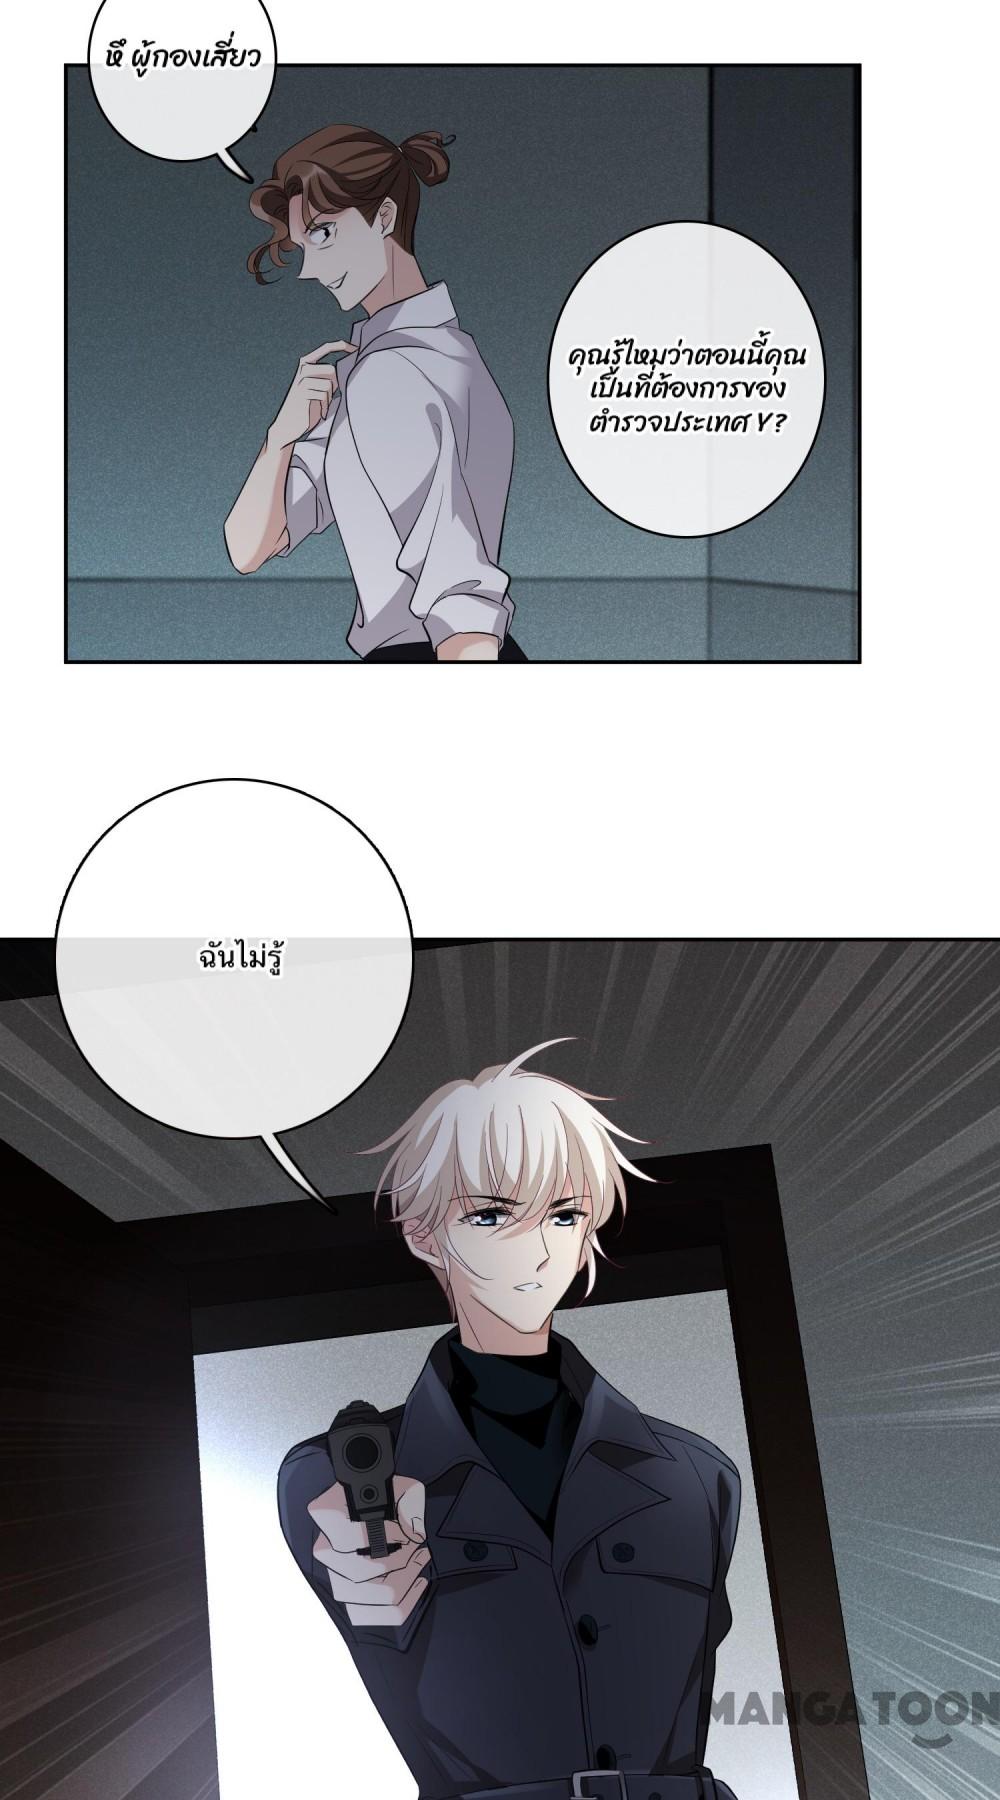 หึ ผู้กองเสี่ยว
คุณรู้ไหมว่าตอนนี้คุณ
เป็นที่ต้องการของ
ตำรวจประเทศ Y?
ฉันไม่รู้
MANGATOON